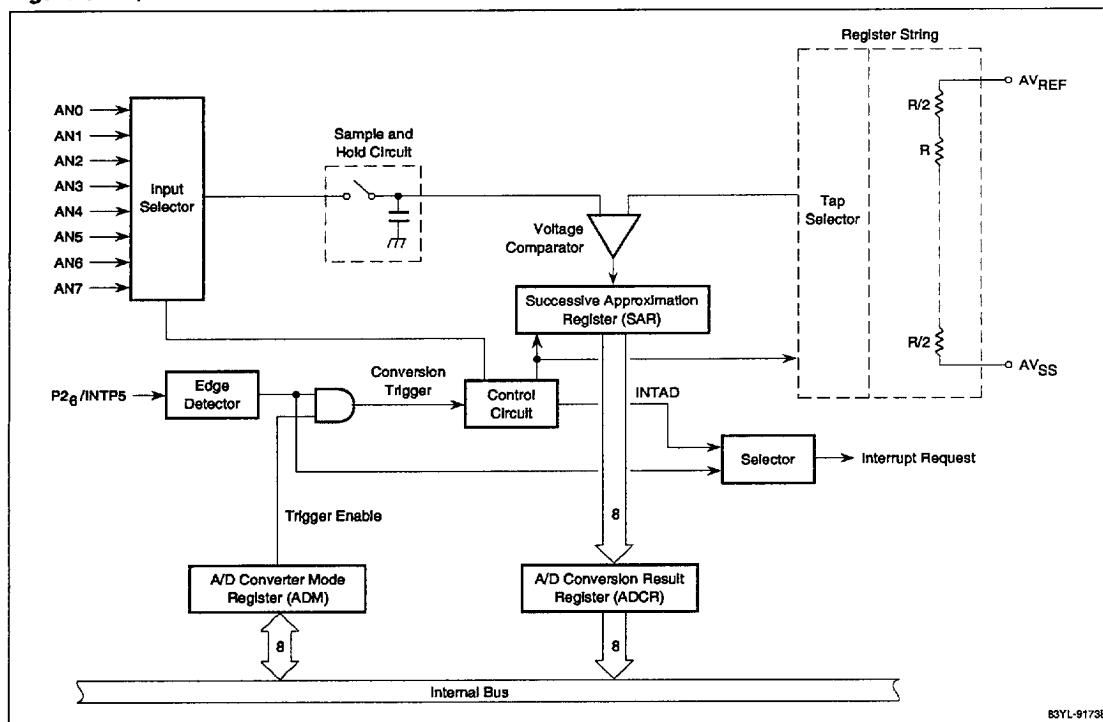 Register String
AVREF
R/2
R
AN0
AN1
AN2
AN3
AN4
AN5
AN6
AN7
Input
Selector
Sample and
Hold Circuit
Tap
Selector
Voltage
Comparator
Successive Approximation
Register (SAR)
R/2
AVSS
P26/INTP5
Edge
Detector
Conversion
Trigger
Control
Circuit
INTAD
Selector
Interrupt Request
Trigger Enable
8
A/D Converter Mode
Register (ADM)
A/D Conversion Result
Register (ADCR)
8
8
Internal Bus